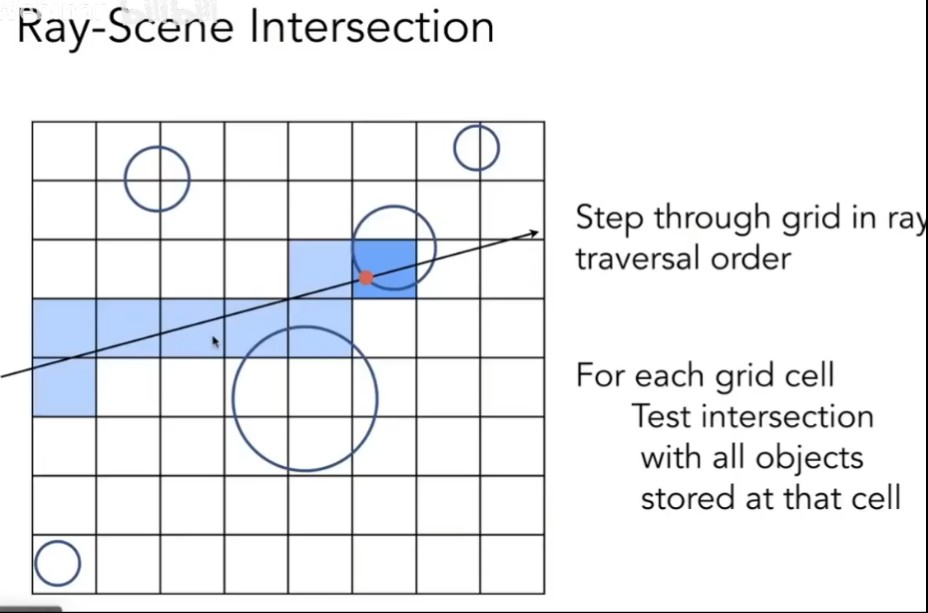 Ray-Scene Intersection
Step through grid in ray
traversal order
For each grid cell
Test intersection
with all objects
stored at that cell